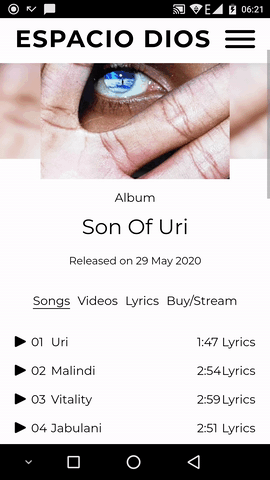 06:21
ESPACIO DIOS
Album
Son Of Uri
Released on 29 May 2020
Songs Videos Lyrics Buy/Stream
01 Uri 1:47 Lyrics
02 Malindi 2:54 Lyrics
03 Vitality 2:59 Lyrics
04 Jabulani 2:51 Lyrics